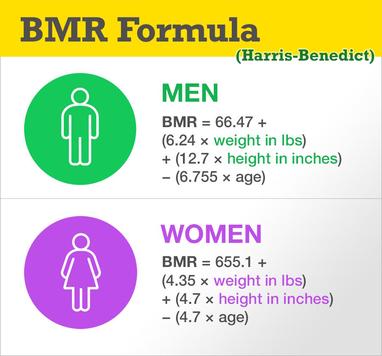 BMR Formula
(Harris-Benedict)
MEN
BMR = 66.47 +
(6.24 × weight in lbs)
+ (12.7 × height in inches)
− (6.755 × age)
WOMEN
BMR = 655.1 +
(4.35 × weight in lbs)
+ (4.7 × height in inches)
− (4.7 × age)